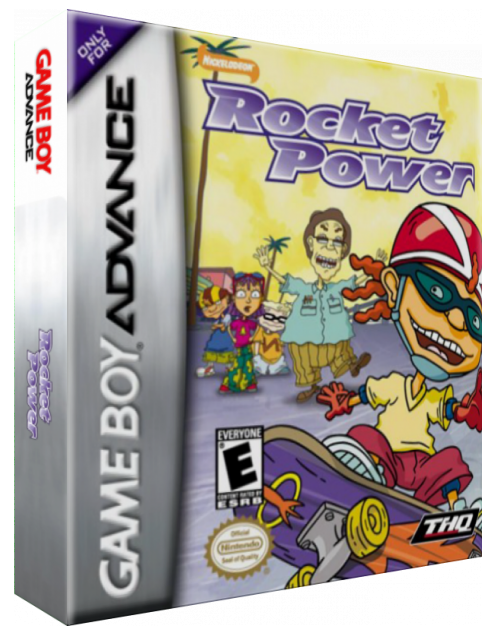 ONLY
FOR
GAME BOY
ADVANCE
Rocket
Power
GAME BOY ADVANCE
NICKELODEON
Rocket
Power
EVERYONE
E
CONTENT RATED BY
ESRB
Official
Nintendo
Seal of Quality
THQ